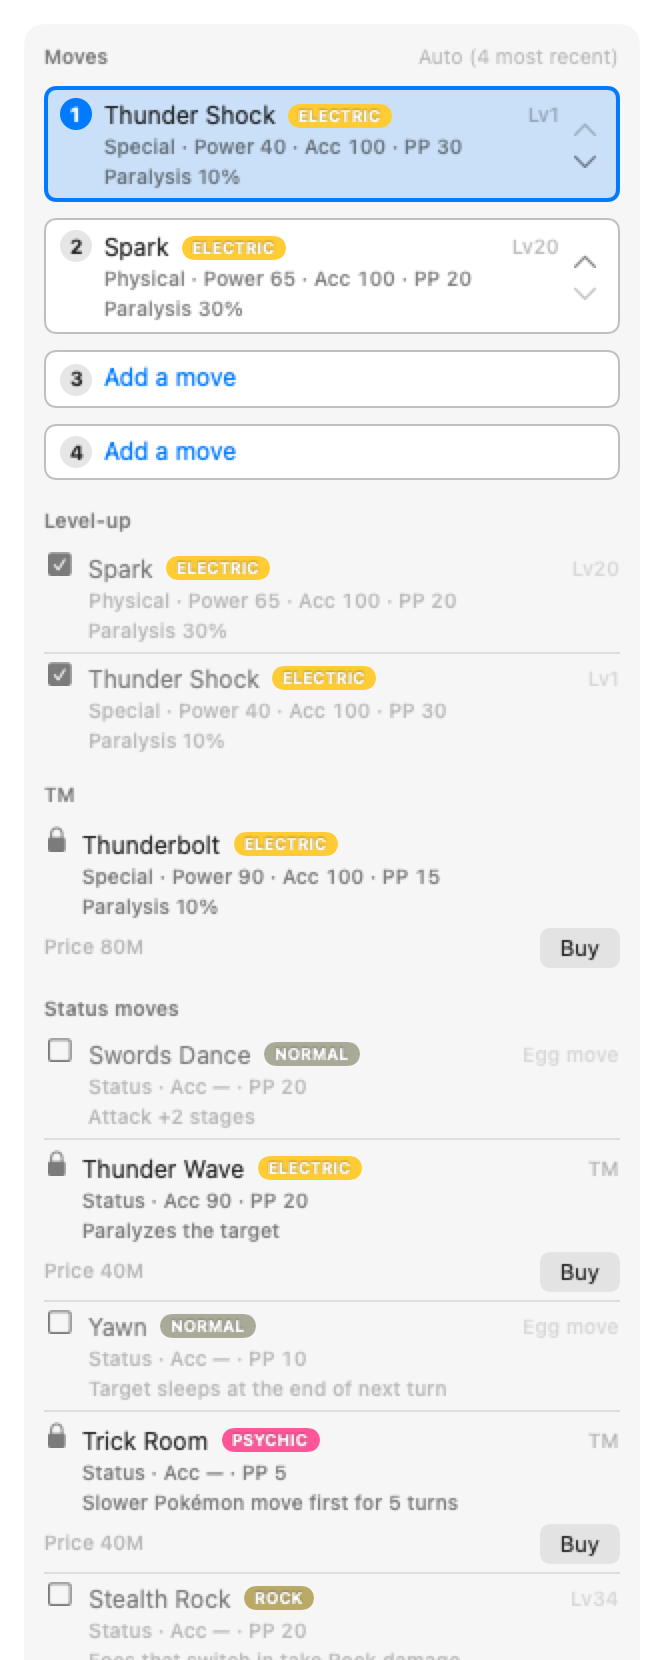 Moves Auto (4 most recent)
1 Thunder Shock ELECTRIC Lv1
Special · Power 40 · Acc 100 · PP 30
Paralysis 10%
2 Spark ELECTRIC Lv20
Physical · Power 65 · Acc 100 · PP 20
Paralysis 30%
3 Add a move
4 Add a move
Level-up
Spark ELECTRIC Lv20
Physical · Power 65 · Acc 100 · PP 20
Paralysis 30%
Thunder Shock ELECTRIC Lv1
Special · Power 40 · Acc 100 · PP 30
Paralysis 10%
TM
Thunderbolt ELECTRIC
Special · Power 90 · Acc 100 · PP 15
Paralysis 10%
Price 80M Buy
Status moves
Swords Dance NORMAL Egg move
Status · Acc — · PP 20
Attack +2 stages
Thunder Wave ELECTRIC TM
Status · Acc 90 · PP 20
Paralyzes the target
Price 40M Buy
Yawn NORMAL Egg move
Status · Acc — · PP 10
Target sleeps at the end of next turn
Trick Room PSYCHIC TM
Status · Acc — · PP 5
Slower Pokémon move first for 5 turns
Price 40M Buy
Stealth Rock ROCK Lv34
Status · Acc — · PP 20
Foes that switch in take Rock damage